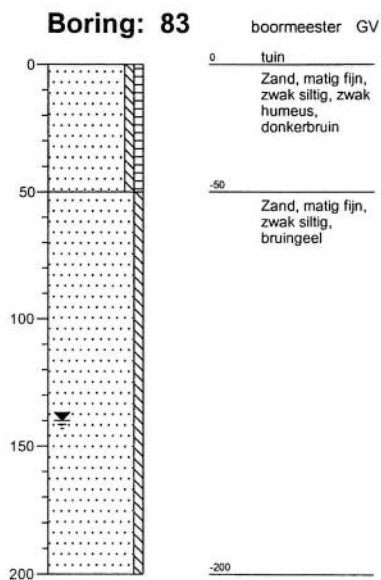 Boring: 83
boormeester GV
0
0
tuin
Zand, matig fijn,
zwak siltig, zwak
humeus,
donkerbruin
50
-50
Zand, matig fijn,
zwak siltig,
bruingeel
100
150
200
-200